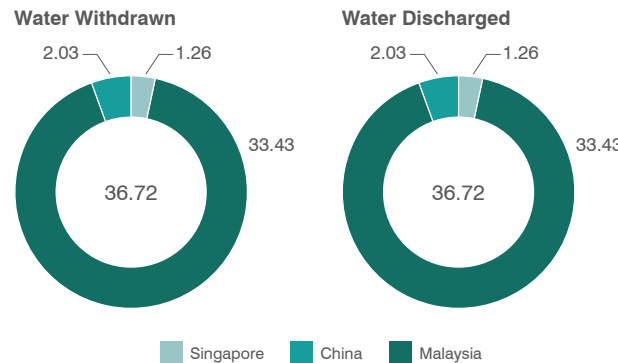 Water Withdrawn
2.03
1.26
33.43
36.72
Water Discharged
2.03
1.26
33.43
36.72
Singapore
China
Malaysia